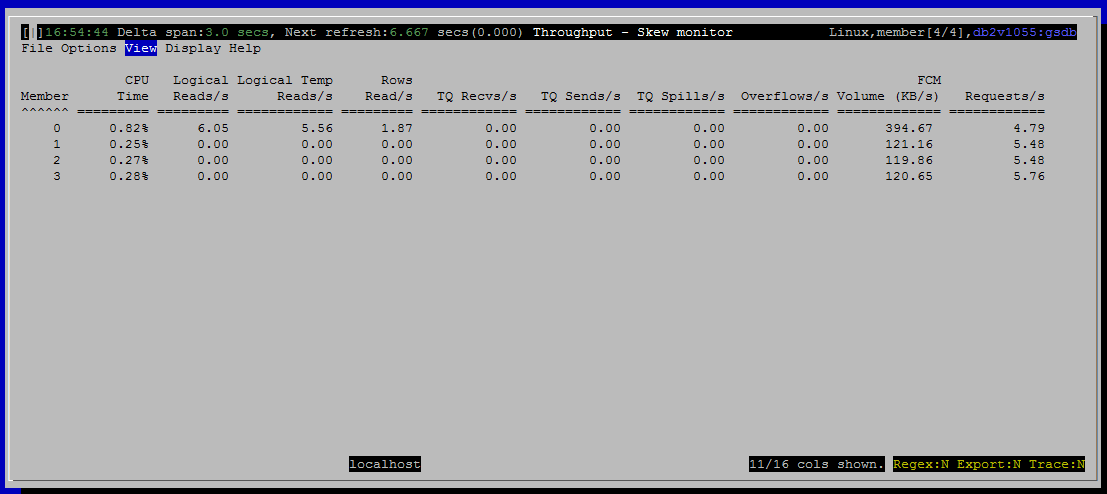 [|]16:54:44 Delta span:3.0 secs, Next refresh:6.667 secs(0.000) Throughput - Skew monitor Linux,member[4/4],db2v1055:gsdb
File Options View Display Help
CPU Logical Logical Temp Rows FCM
Member Time Reads/s Reads/s Read/s TQ Recvs/s TQ Sends/s TQ Spills/s Overflows/s Volume (KB/s) Requests/s
^^^^^^ ========= ========= ============ ========= ============ =========== ============ ============ ============= ============
0 0.82% 6.05 5.56 1.87 0.00 0.00 0.00 0.00 394.67 4.79
1 0.25% 0.00 0.00 0.00 0.00 0.00 0.00 0.00 121.16 5.48
2 0.27% 0.00 0.00 0.00 0.00 0.00 0.00 0.00 119.86 5.48
3 0.28% 0.00 0.00 0.00 0.00 0.00 0.00 0.00 120.65 5.76
localhost 11/16 cols shown. Regex:N Export:N Trace:N